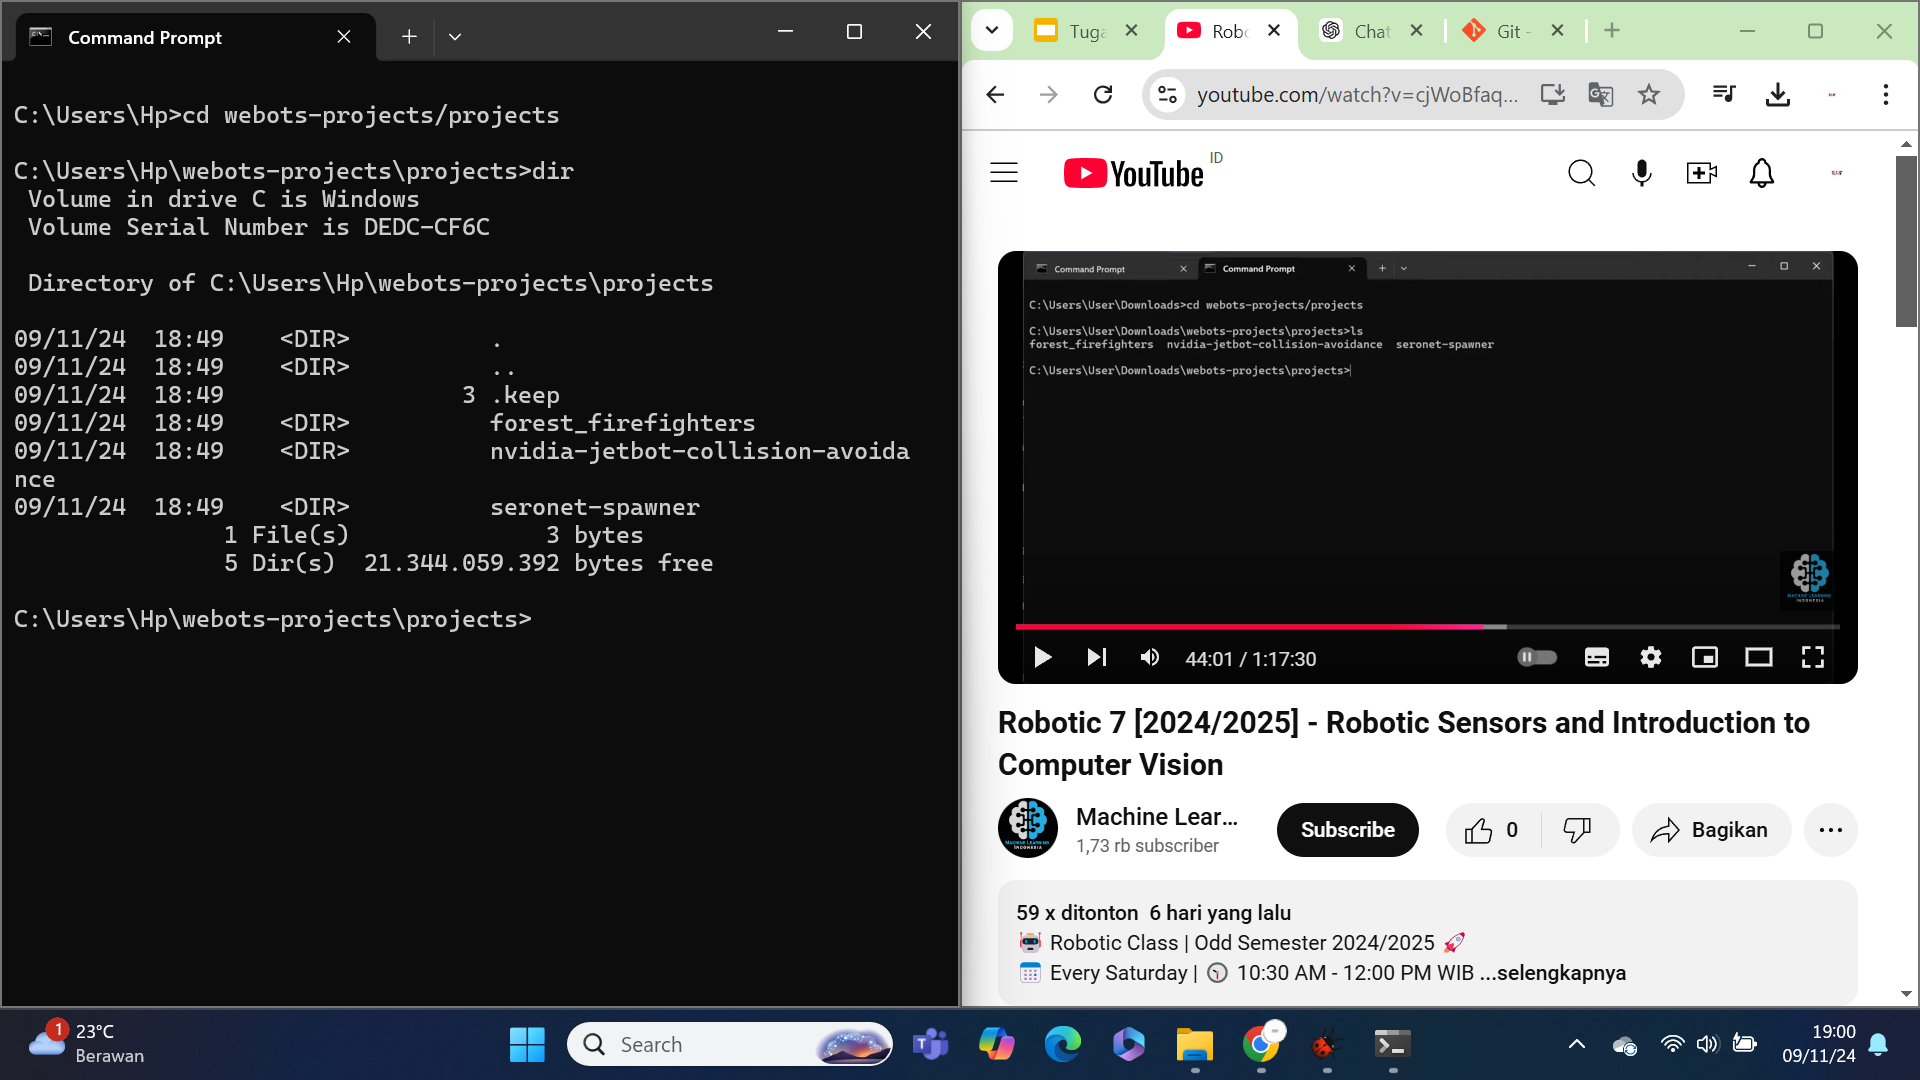 Command Prompt
C:\Users\Hp>cd webots-projects/projects
C:\Users\Hp\webots-projects\projects>dir
Volume in drive C is Windows
Volume Serial Number is DEDC-CF6C
Directory of C:\Users\Hp\webots-projects\projects
09/11/24  18:49    <DIR>          .
09/11/24  18:49    <DIR>          ..
09/11/24  18:49                 3 .keep
09/11/24  18:49    <DIR>          forest_firefighters
09/11/24  18:49    <DIR>          nvidia-jetbot-collision-avoida
nce
09/11/24  18:49    <DIR>          seronet-spawner
1 File(s)              3 bytes
5 Dir(s)  21.344.059.392 bytes free
C:\Users\Hp\webots-projects\projects>
Tuga
Robo
Chat
Git -
youtube.com/watch?v=cjWoBfaq...
YouTube ID
Command Prompt
Command Prompt
C:\Users\User\Downloads>cd webots-projects/projects
C:\Users\User\Downloads\webots-projects\projects>ls
forest_firefighters  nvidia-jetbot-collision-avoidance  seronet-spawner
C:\Users\User\Downloads\webots-projects\projects>
MACHINE LEARNING
INDONESIA
44:01 / 1:17:30
Robotic 7 [2024/2025] - Robotic Sensors and Introduction to
Computer Vision
MACHINE LEARNING
INDONESIA
Machine Lear...
1,73 rb subscriber
Subscribe
0
Bagikan
59 x ditonton  6 hari yang lalu
🤖 Robotic Class | Odd Semester 2024/2025 🚀
🗓️ Every Saturday | 🕥 10:30 AM - 12:00 PM WIB ...selengkapnya
1
23°C
Berawan
Search
19:00
09/11/24